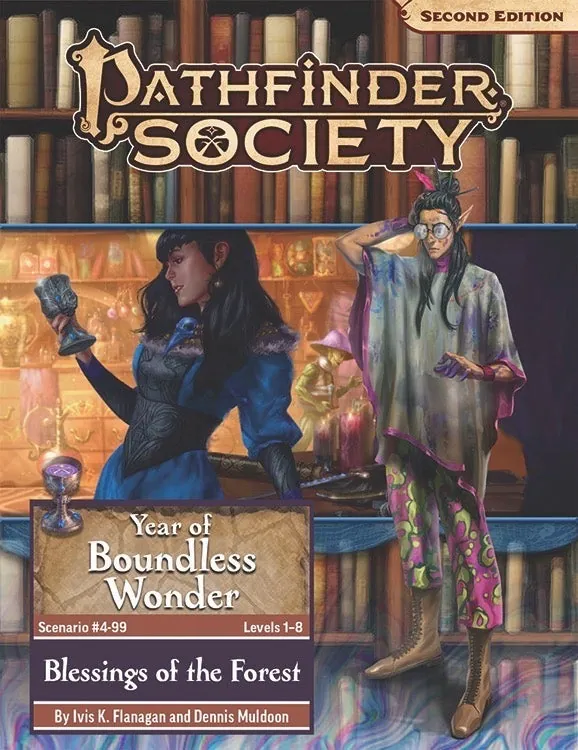 Second Edition
Pathfinder
Society
Year of
Boundless
Wonder
Scenario #4-99 Levels 1–8
Blessings of the Forest
By Ivis K. Flanagan and Dennis Muldoon